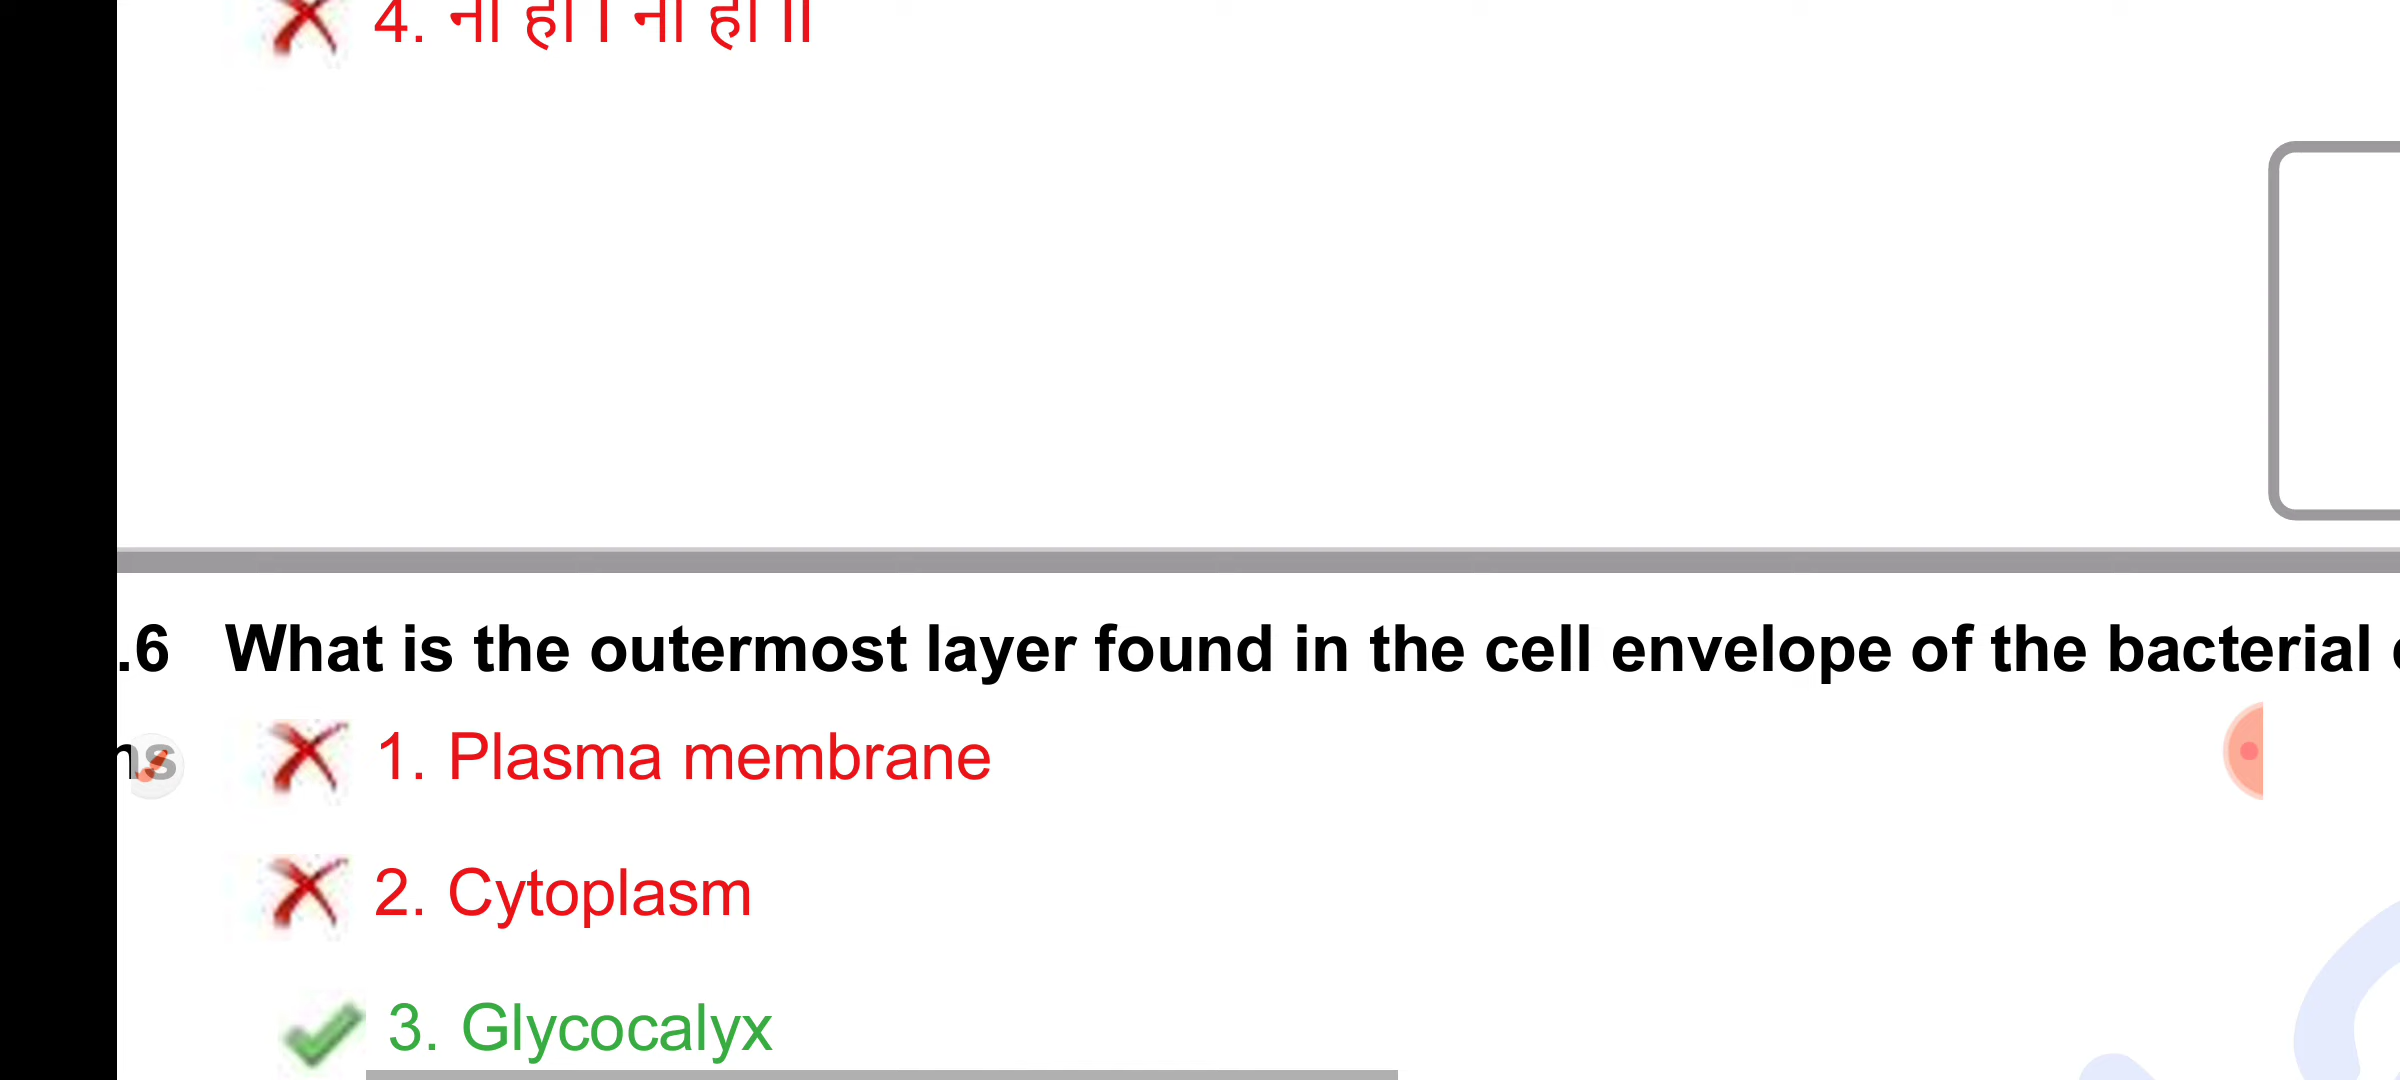 4. ना ही I ना ही II
.6 What is the outermost layer found in the cell envelope of the bacterial
ns
1. Plasma membrane
2. Cytoplasm
3. Glycocalyx